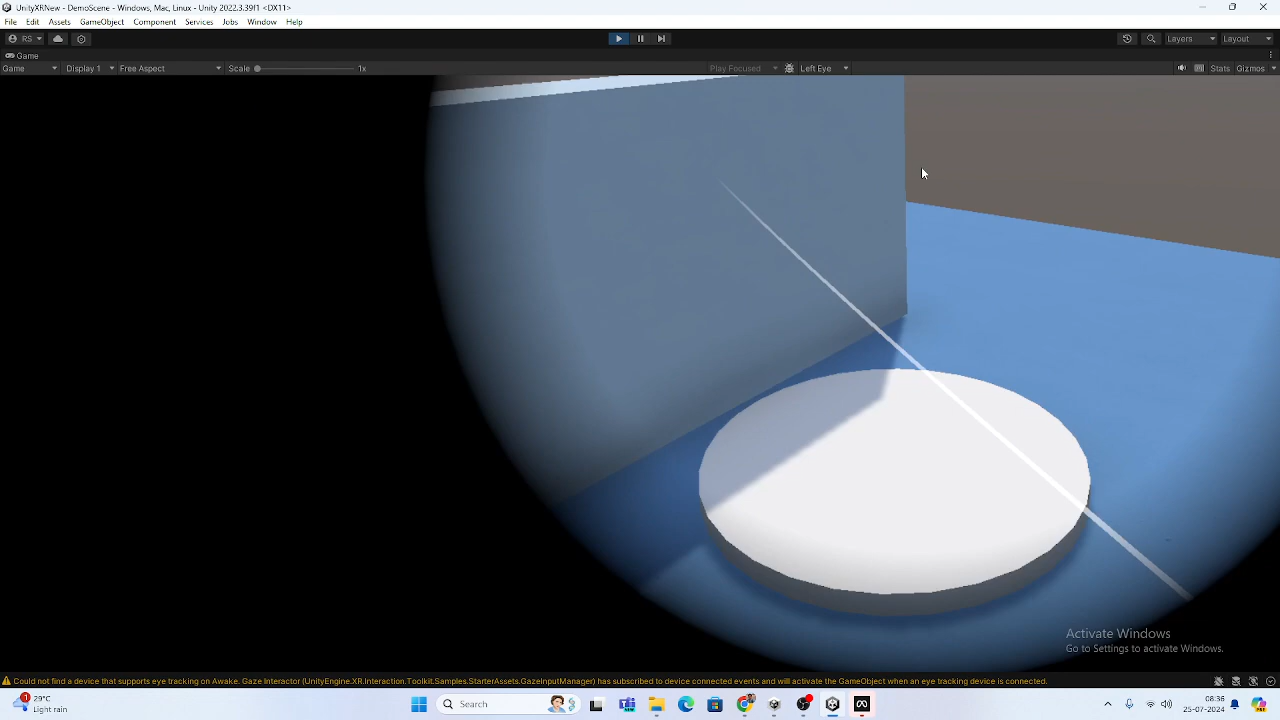 UnityXRNew - DemoScene - Windows, Mac, Linux - Unity 2022.3.39f1 <DX11>
File Edit Assets GameObject Component Services Jobs Window Help
RS Layers Layout
Game
Game Display 1 Free Aspect Scale 1x Play Focused Left Eye Stats Gizmos
Activate Windows
Go to Settings to activate Windows.
Could not find a device that supports eye tracking on Awake. Gaze Interactor (UnityEngine.XR.Interaction.Toolkit.Samples.StarterAssets.GazeInputManager) has subscribed to device connected events and will activate the GameObject when an eye tracking device is connected.
1 29°C Search 08:36
Light rain 25-07-2024